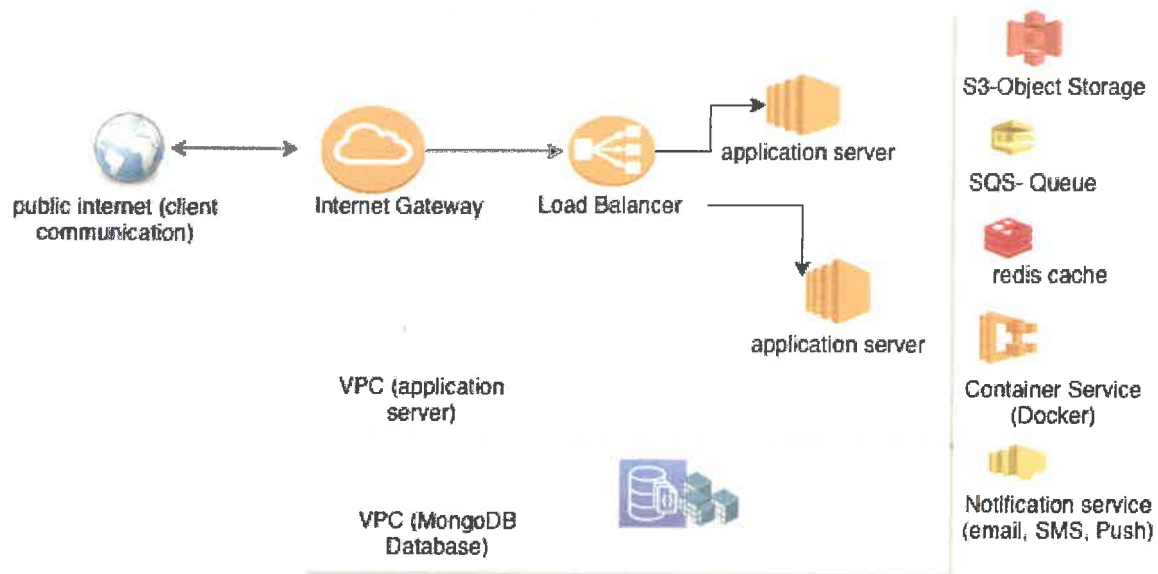 public internet (client
communication)
Internet Gateway
Load Balancer
application server
application server
VPC (application
server)
VPC (MongoDB
Database)
S3-Object Storage
SQS- Queue
redis cache
Container Service
(Docker)
Notification service
(email, SMS, Push)